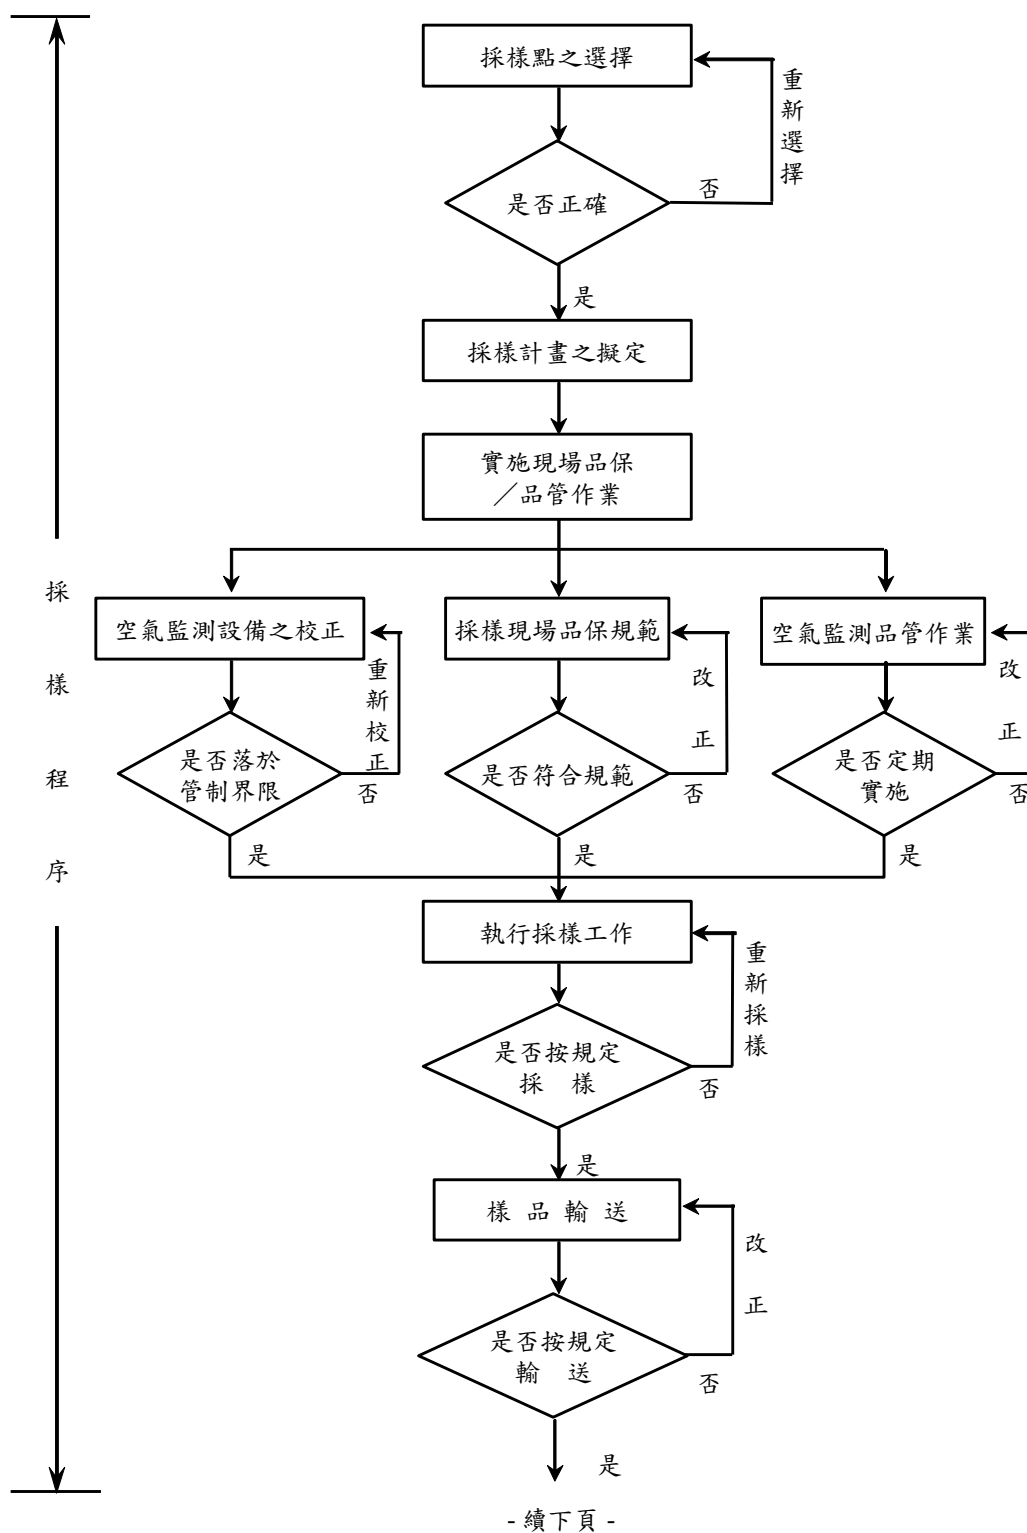 採樣點之選擇
重新選擇
是否正確
否
是
採樣計畫之擬定
實施現場品保
／品管作業
採樣程序
空氣監測設備之校正
採樣現場品保規範
空氣監測品管作業
重新校正
改正
改正
是否落於
管制界限
否
是否符合規範
否
是否定期
實施
否
是
是
是
執行採樣工作
重新採樣
是否按規定
採 樣
否
是
樣 品 輸 送
改正
是否按規定
輸 送
否
是
- 續下頁 -